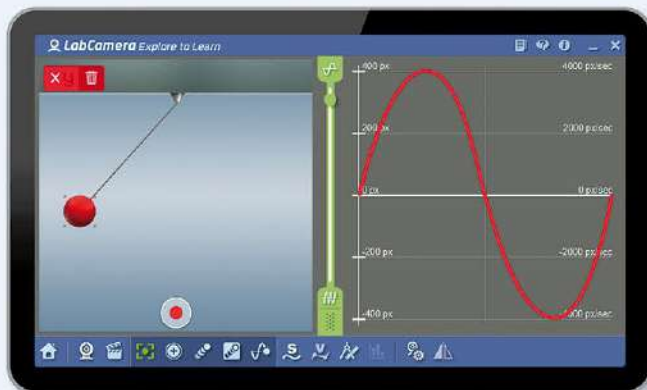 LabCamera Explore to Learn
X y
400 px 4000 px/sec
200 px 2000 px/sec
0 px 0 px/sec
-200 px -2000 px/sec
-400 px
S
V